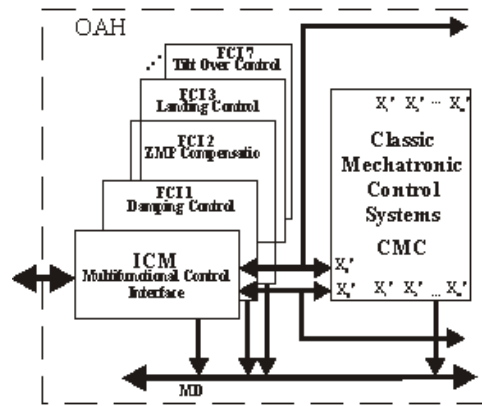 OAH
FCI 7
Tilt Over Control
FCI 3
Landing Control
FCI 2
ZMP Compensatio
FCI 1
Damping Control
ICM
Multifunctional Control
Interface
Classic
Mechatronic
Control
Systems
CMC
MD